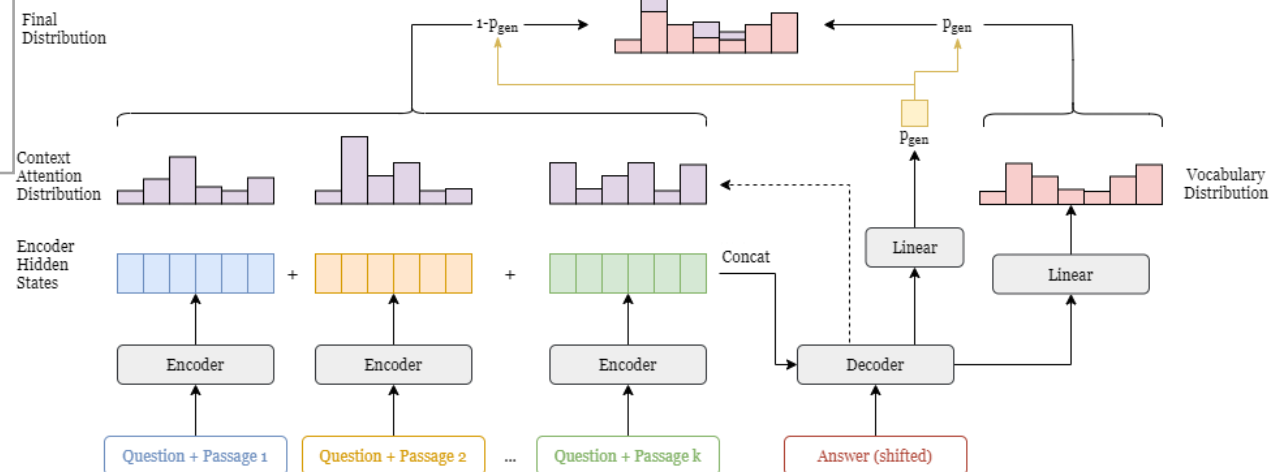 Final
Distribution
1-pgen
pgen
pgen
Context
Attention
Distribution
Vocabulary
Distribution
Encoder
Hidden
States
+
+
Concat
Linear
Linear
Encoder
Encoder
Encoder
Decoder
Question + Passage 1
Question + Passage 2
...
Question + Passage k
Answer (shifted)